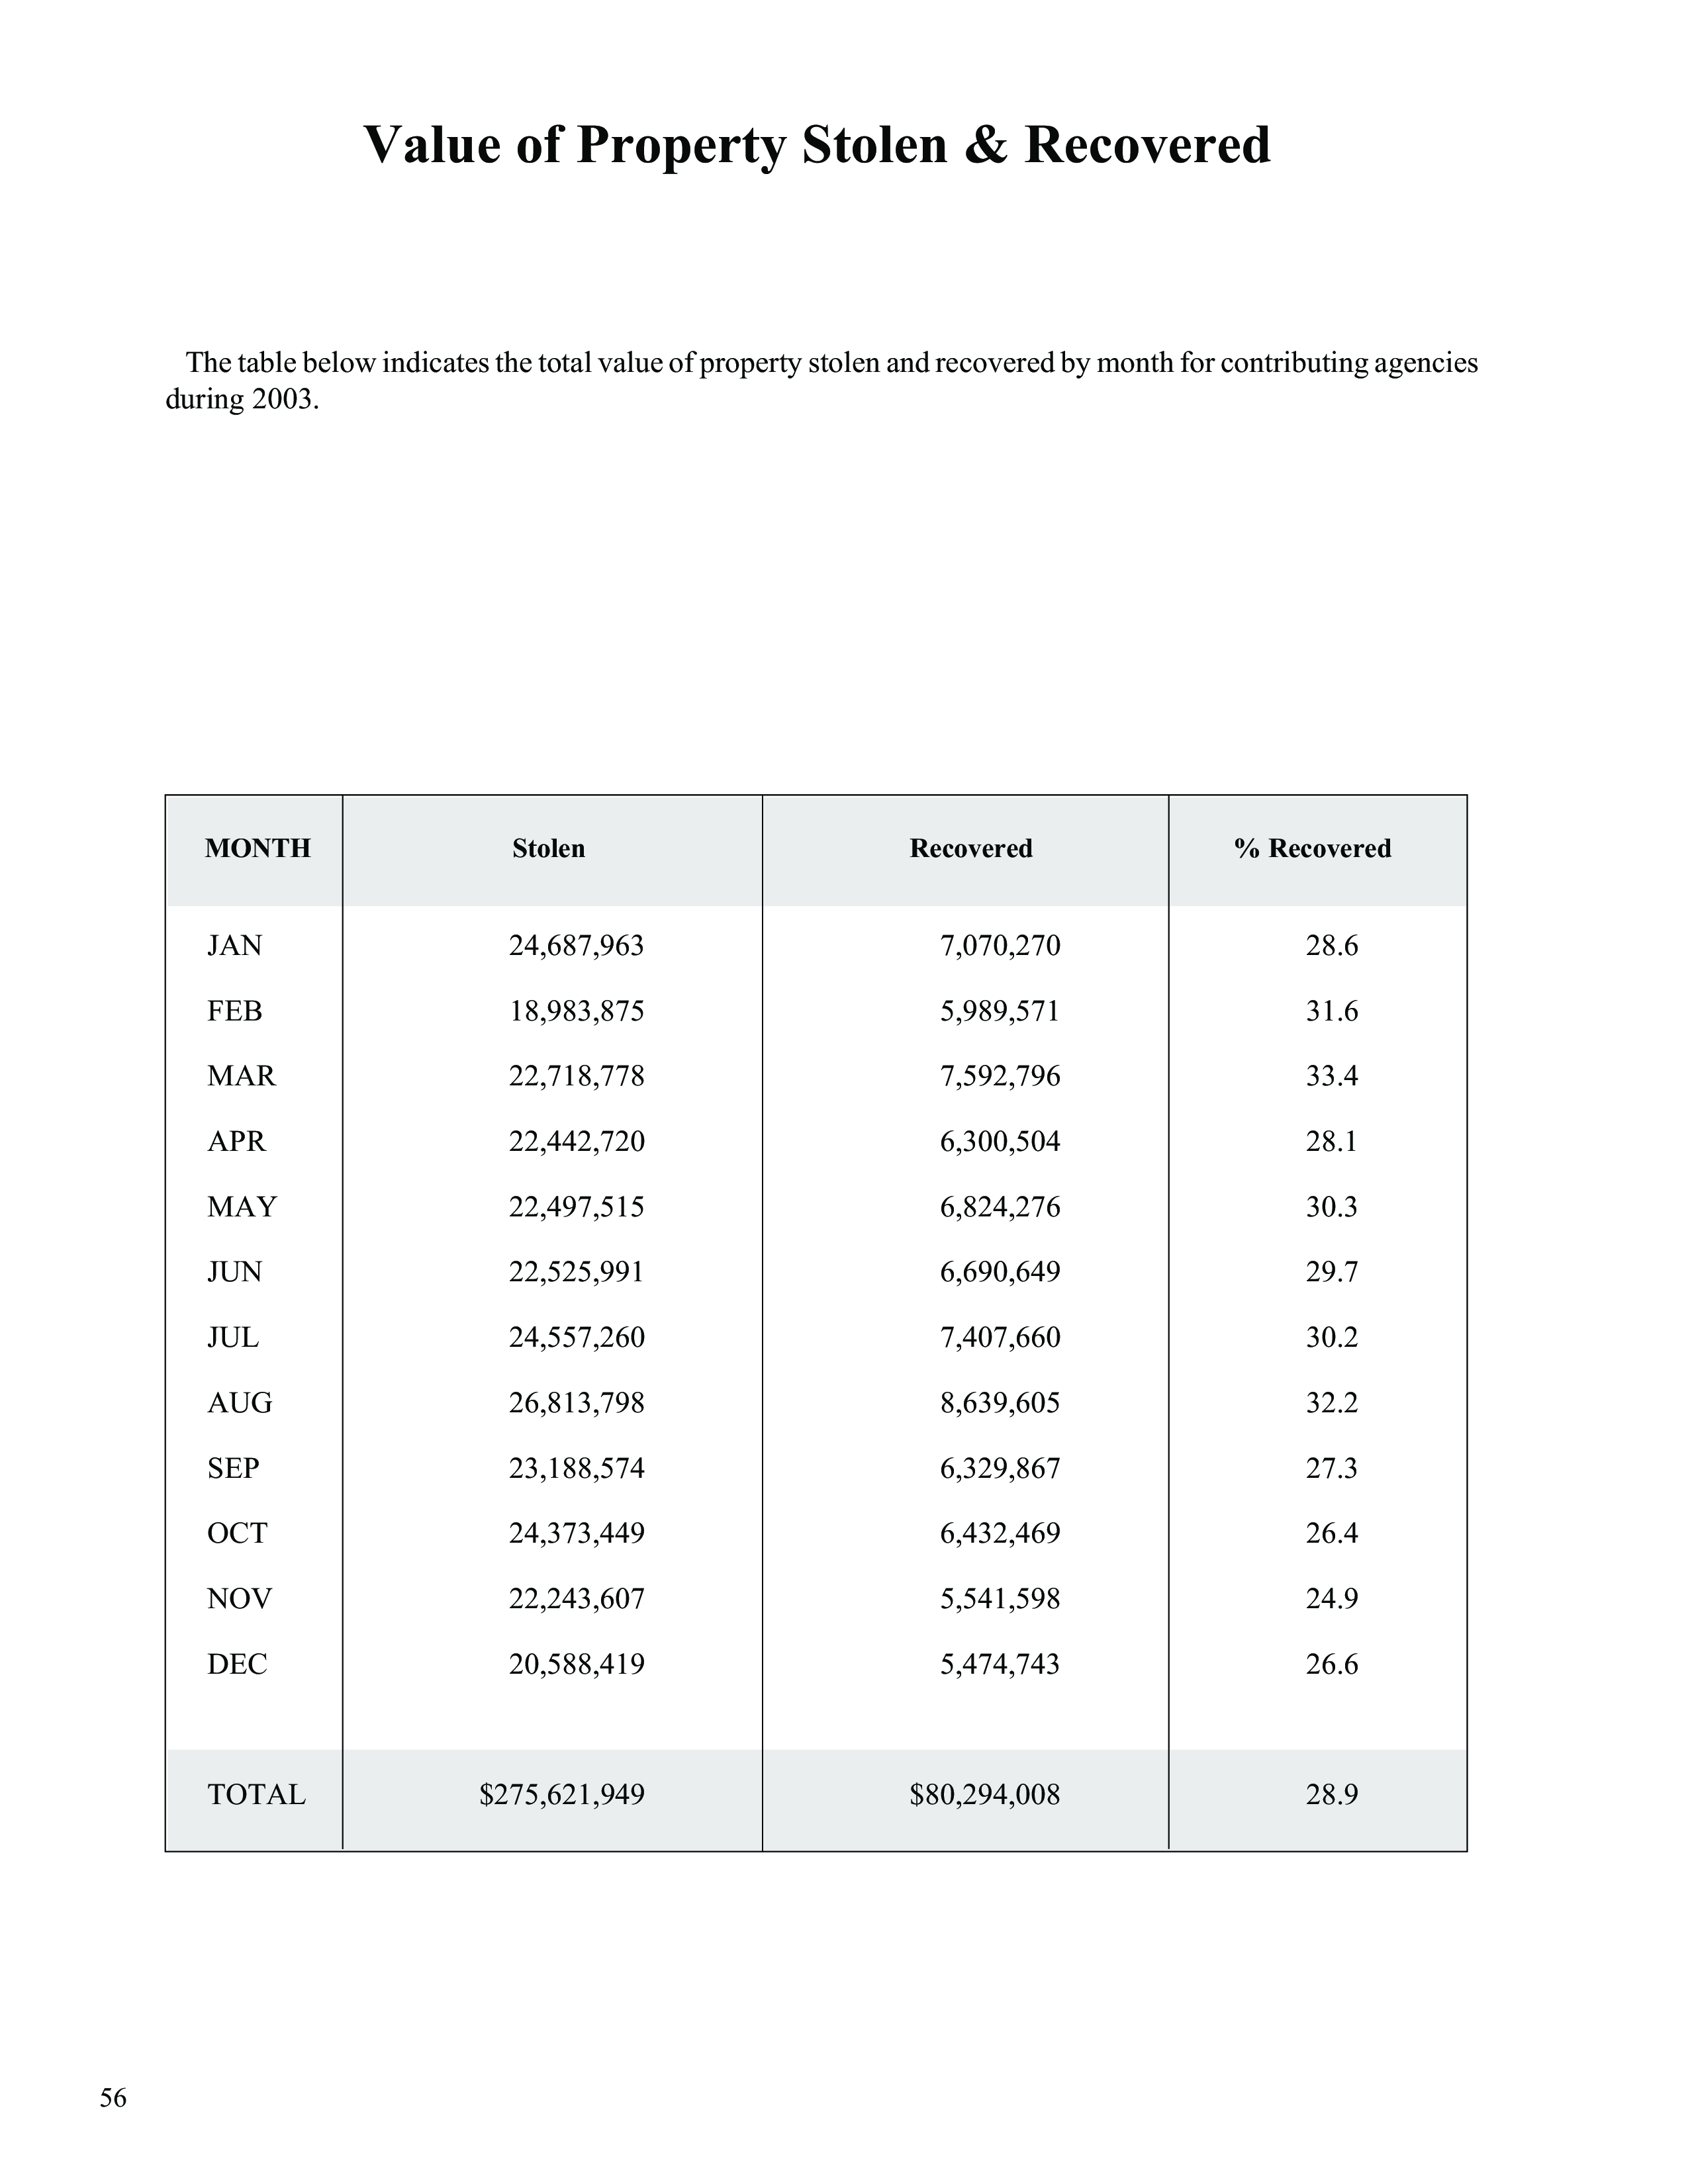 Value of Property Stolen & Recovered
The table below indicates the total value of property stolen and recovered by month for contributing agencies
during 2003.
MONTH Stolen Recovered % Recovered
JAN 24,687,963 7,070,270 28.6
FEB 18,983,875 5,989,571 31.6
MAR 22,718,778 7,592,796 33.4
APR 22,442,720 6,300,504 28.1
MAY 22,497,515 6,824,276 30.3
JUN 22,525,991 6,690,649 29.7
JUL 24,557,260 7,407,660 30.2
AUG 26,813,798 8,639,605 32.2
SEP 23,188,574 6,329,867 27.3
OCT 24,373,449 6,432,469 26.4
NOV 22,243,607 5,541,598 24.9
DEC 20,588,419 5,474,743 26.6
TOTAL $275,621,949 $80,294,008 28.9
56